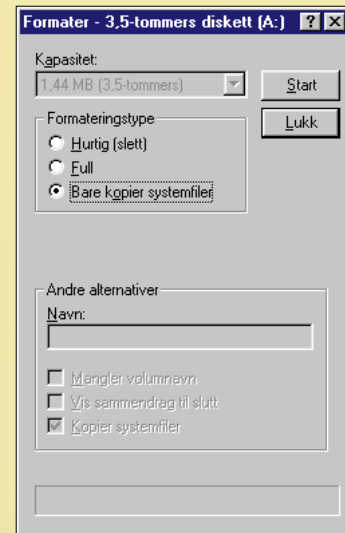 Formater - 3,5-tommers diskett (A:)
Kapasitet:
1,44 MB (3,5-tommers)
Start
Lukk
Formateringstype
Hurtig (slett)
Full
Bare kopier systemfiler
Andre alternativer
Navn:
Mangler volumnavn
Vis sammendrag til slutt
Kopier systemfiler